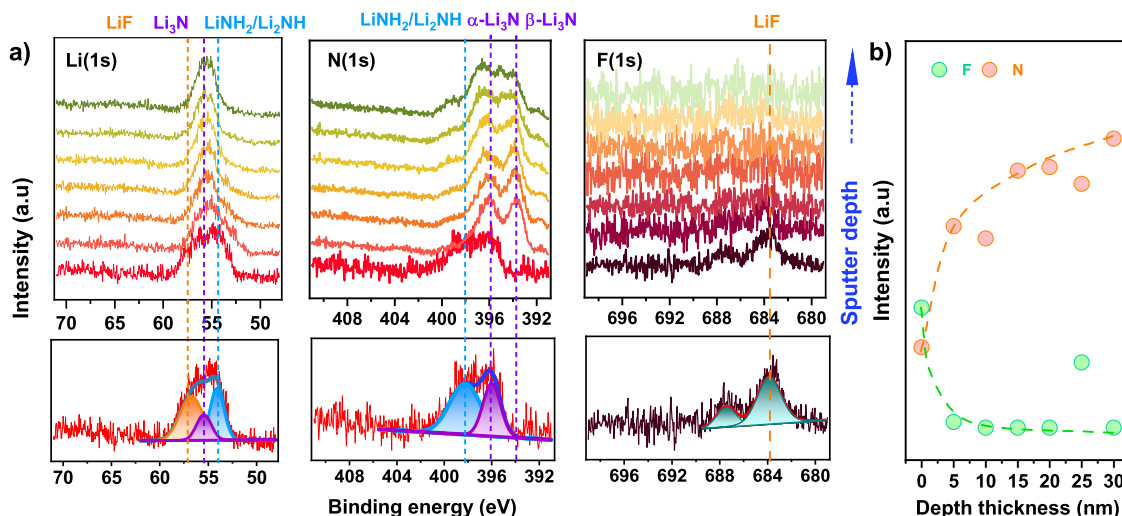 LiF Li₃N LiNH₂/Li₂NH LiNH₂/Li₂NH α-Li₃N β-Li₃N LiF
a) Li(1s) N(1s) F(1s) b)
F N
Intensity (a.u)
Sputter depth
Intensity (a.u)
70 65 60 55 50 408 404 400 396 392 696 692 688 684 680
70 65 60 55 50 408 404 400 396 392 696 692 688 684 680
0 5 10 15 20 25 30
Binding energy (eV) Depth thickness (nm)